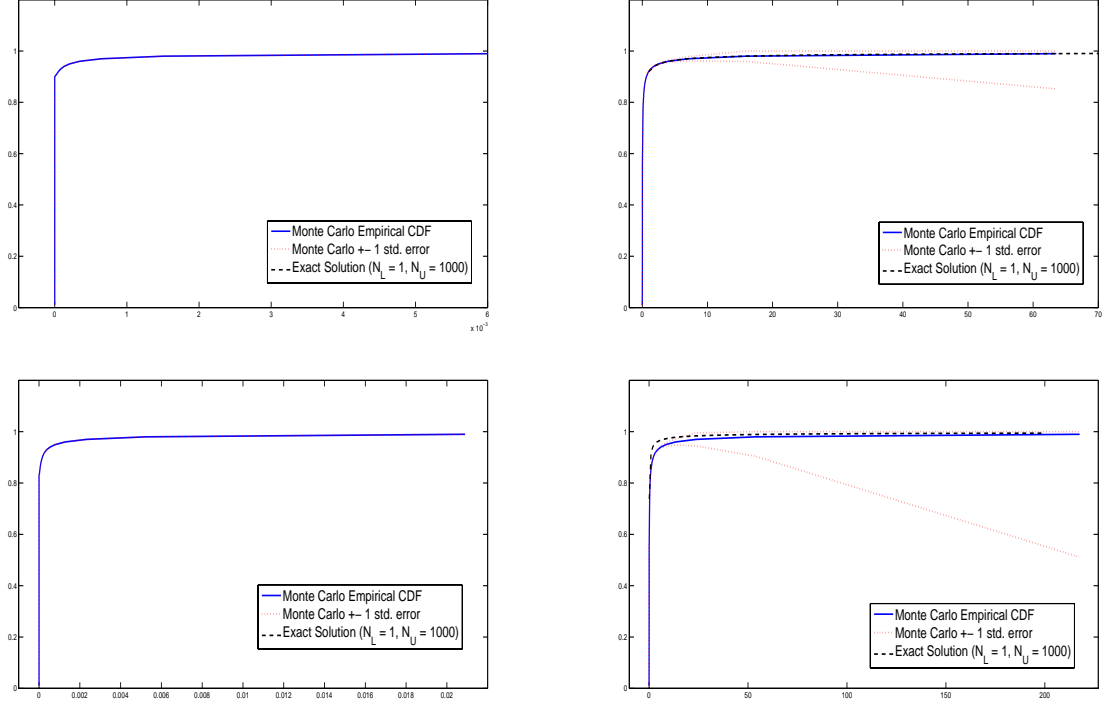 1
0.8
0.6
0.4
0.2
0
0 1 2 3 4 5 6
x 10⁻³
Monte Carlo Empirical CDF
Monte Carlo +− 1 std. error
Exact Solution (N_L = 1, N_U = 1000)
1
0.8
0.6
0.4
0.2
0
0 10 20 30 40 50 60 70
Monte Carlo Empirical CDF
Monte Carlo +− 1 std. error
Exact Solution (N_L = 1, N_U = 1000)
1
0.8
0.6
0.4
0.2
0
0 0.002 0.004 0.006 0.008 0.01 0.012 0.014 0.016 0.018 0.02
Monte Carlo Empirical CDF
Monte Carlo +− 1 std. error
Exact Solution (N_L = 1, N_U = 1000)
1
0.8
0.6
0.4
0.2
0
0 50 100 150 200
Monte Carlo Empirical CDF
Monte Carlo +− 1 std. error
Exact Solution (N_L = 1, N_U = 1000)